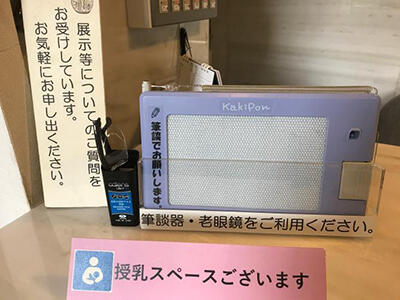 展示等についてのご質問を
お受けしています。
お気軽にお申し出ください。
KakiPon
筆談でお願いします。
筆談器・老眼鏡をご利用ください。
授乳スペースございます